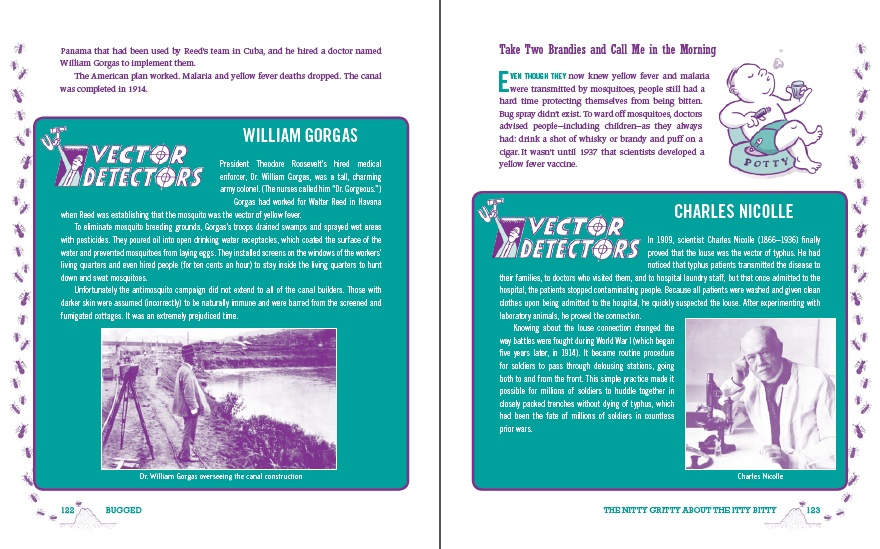 Panama that had been used by Reed's team in Cuba, and he hired a doctor named
William Gorgas to implement them.
The American plan worked. Malaria and yellow fever deaths dropped. The canal
was completed in 1914.
VECTOR
DETECTORS
WILLIAM GORGAS
President Theodore Roosevelt's hired medical
enforcer, Dr. William Gorgas, was a tall, charming
army colonel. (The nurses called him “Dr. Gorgeous.”)
Gorgas had worked for Walter Reed in Havana
when Reed was establishing that the mosquito was the vector of yellow fever.
To eliminate mosquito breeding grounds, Gorgas's troops drained swamps and sprayed wet areas
with pesticides. They poured oil into open drinking water receptacles, which coated the surface of the
water and prevented mosquitoes from laying eggs. They installed screens on the windows of the workers'
living quarters and even hired people (for ten cents an hour) to stay inside the living quarters to hunt
down and swat mosquitoes.
Unfortunately the antimosquito campaign did not extend to all of the canal builders. Those with
darker skin were assumed (incorrectly) to be naturally immune and were barred from the screened and
fumigated cottages. It was an extremely prejudiced time.
Dr. William Gorgas overseeing the canal construction
122 BUGGED
Take Two Brandies and Call Me in the Morning
EVEN THOUGH THEY now knew yellow fever and malaria
were transmitted by mosquitoes, people still had a
hard time protecting themselves from being bitten.
Bug spray didn't exist. To ward off mosquitoes, doctors
advised people—including children—as they always
had: drink a shot of whisky or brandy and puff on a
cigar. It wasn't until 1937 that scientists developed a
yellow fever vaccine.
POTTY
VECTOR
DETECTORS
CHARLES NICOLLE
In 1909, scientist Charles Nicolle (1866–1936) finally
proved that the louse was the vector of typhus. He had
noticed that typhus patients transmitted the disease to
their families, to doctors who visited them, and to hospital laundry staff, but that once admitted to the
hospital, the patients stopped contaminating people. Because all patients were washed and given clean
clothes upon being admitted to the hospital, he quickly suspected the louse. After experimenting with
laboratory animals, he proved the connection.
Knowing about the louse connection changed the
way battles were fought during World War I (which began
five years later, in 1914). It became routine procedure
for soldiers to pass through delousing stations, going
both to and from the front. This simple practice made it
possible for millions of soldiers to huddle together in
closely packed trenches without dying of typhus, which
had been the fate of millions of soldiers in countless
prior wars.
Charles Nicolle
THE NITTY GRITTY ABOUT THE ITTY BITTY 123